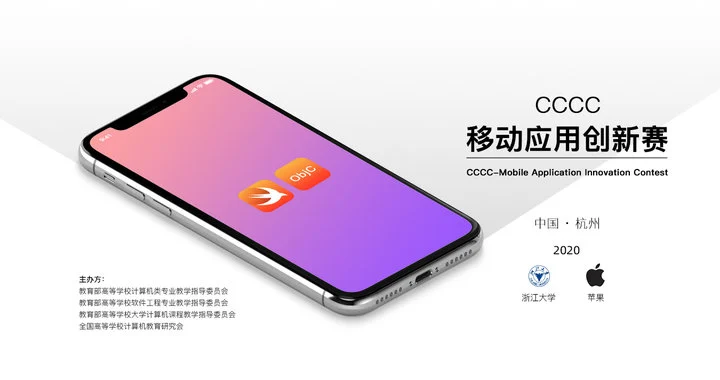 9:41
ObjC
CCCC
移动应用创新赛
CCCC-Mobile Application Innovation Contest
中国 · 杭州
2020
浙江大学
苹果
主办方：
教育部高等学校计算机类专业教学指导委员会
教育部高等学校软件工程专业教学指导委员会
教育部高等学校大学计算机课程教学指导委员会
全国高等学校计算机教育研究会